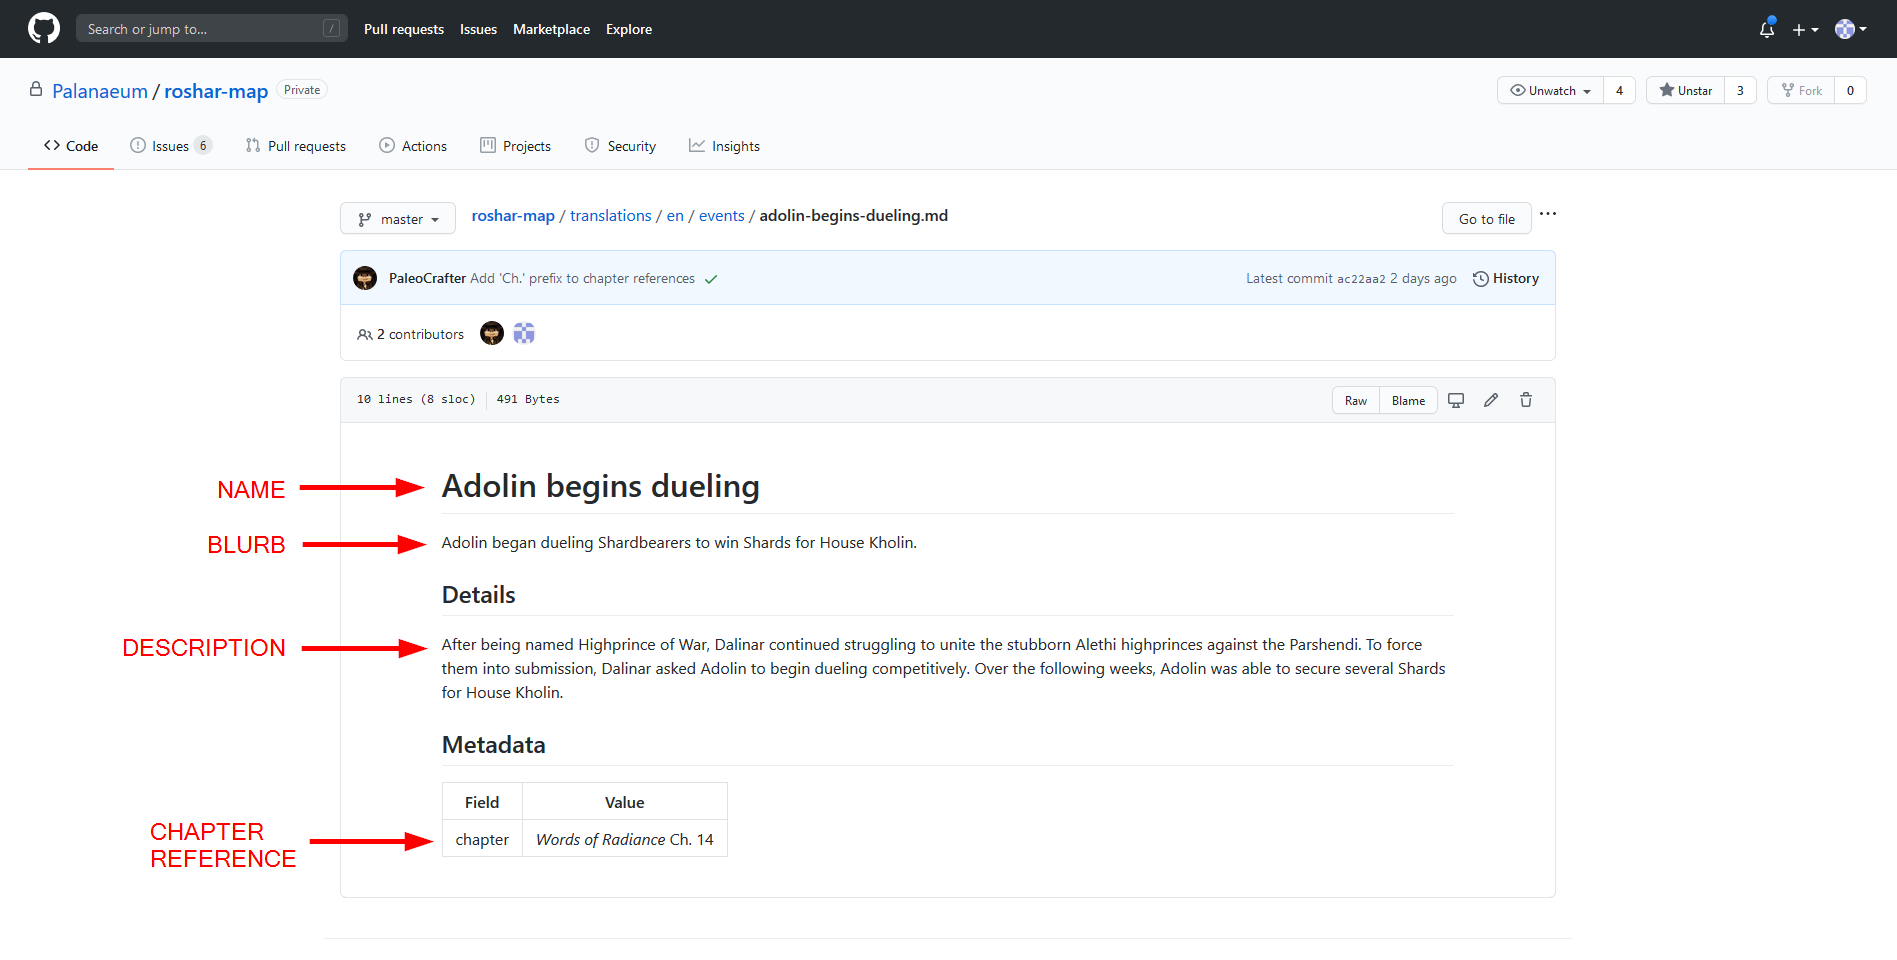 Search or jump to... /
Pull requests Issues Marketplace Explore
Palanaeum / roshar-map Private
Unwatch 4 Unstar 3 Fork 0
Code Issues 6 Pull requests Actions Projects Security Insights
master roshar-map / translations / en / events / adolin-begins-dueling.md Go to file ...
PaleoCrafter Add 'Ch.' prefix to chapter references Latest commit ac22aa2 2 days ago History
2 contributors
10 lines (8 sloc) 491 Bytes Raw Blame
NAME Adolin begins dueling
BLURB Adolin began dueling Shardbearers to win Shards for House Kholin.
Details
DESCRIPTION After being named Highprince of War, Dalinar continued struggling to unite the stubborn Alethi highprinces against the Parshendi. To force
them into submission, Dalinar asked Adolin to begin dueling competitively. Over the following weeks, Adolin was able to secure several Shards
for House Kholin.
Metadata
Field Value
CHAPTER
REFERENCE
chapter Words of Radiance Ch. 14